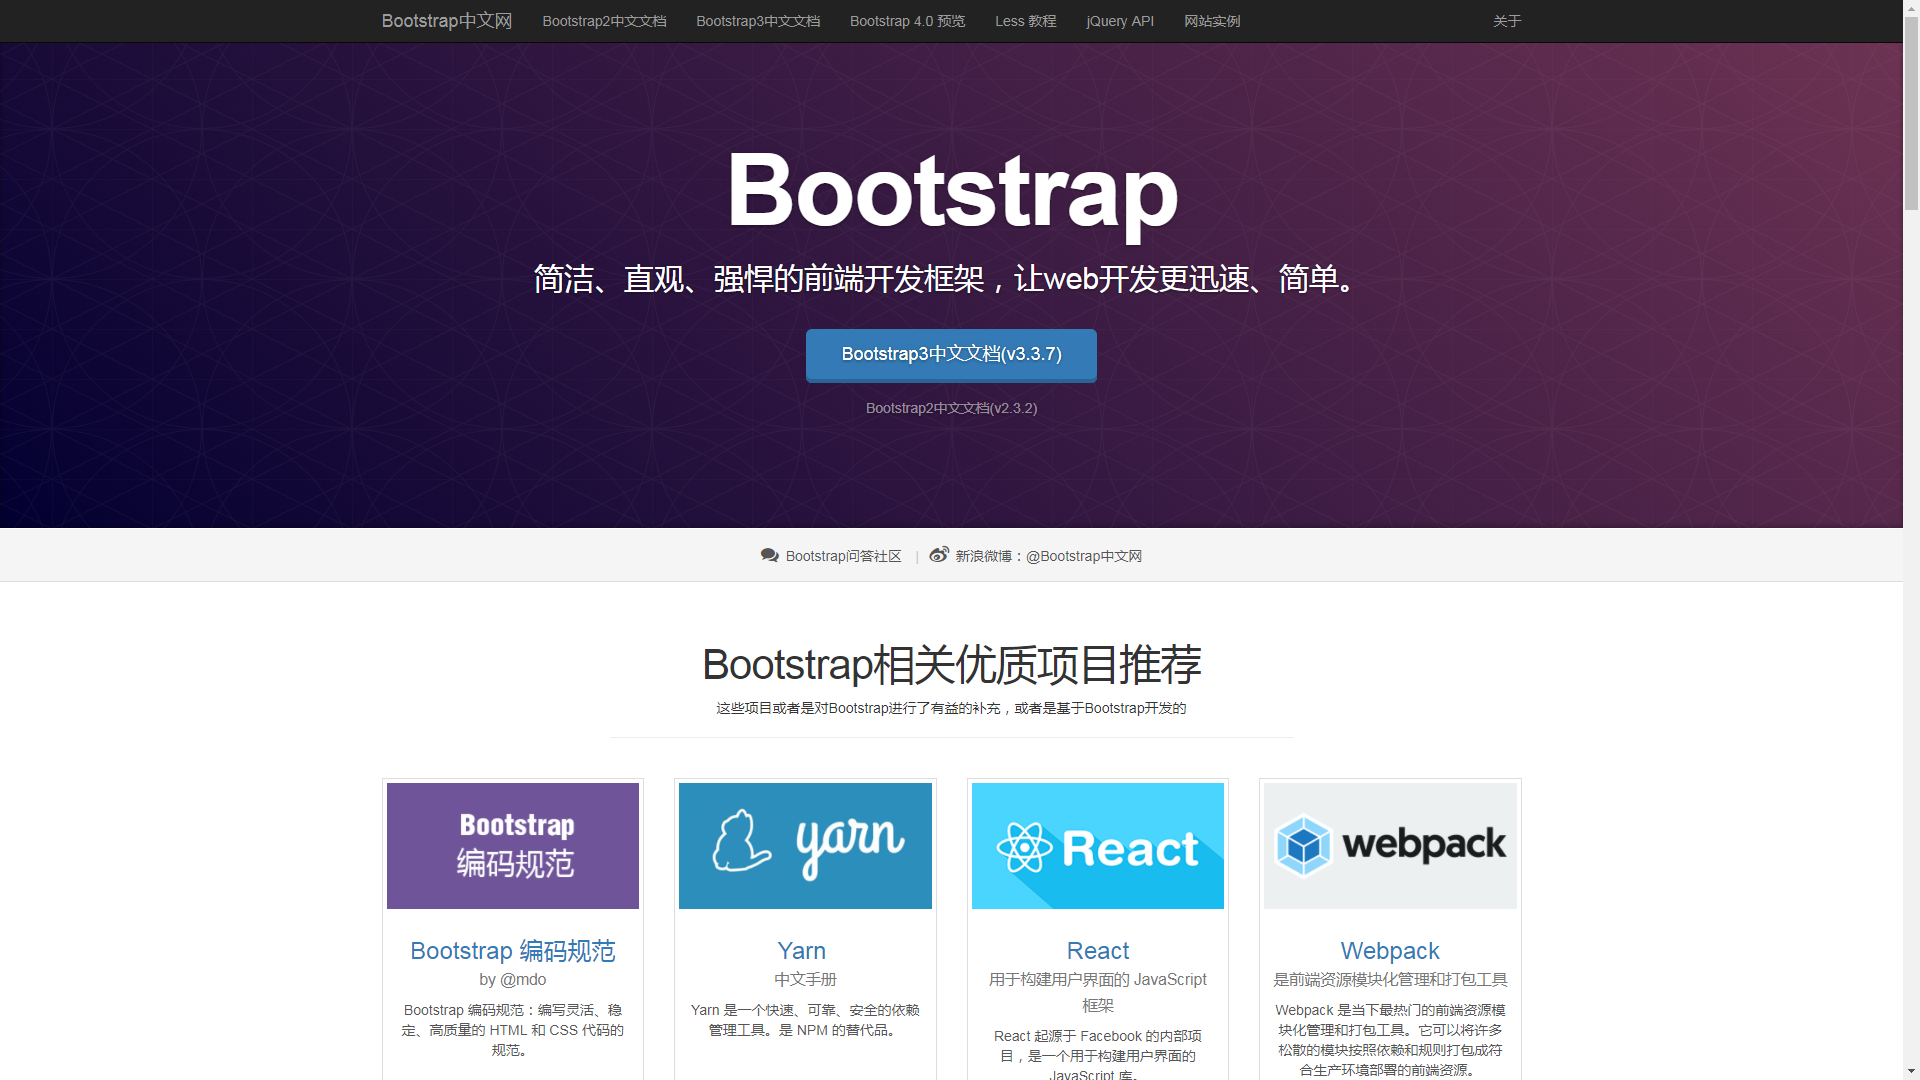 Bootstrap中文网 Bootstrap2中文文档 Bootstrap3中文文档 Bootstrap 4.0 预览 Less 教程 jQuery API 网站实例 关于
Bootstrap
简洁、直观、强悍的前端开发框架，让web开发更迅速、简单。
Bootstrap3中文文档(v3.3.7)
Bootstrap2中文文档(v2.3.2)
Bootstrap问答社区 | 新浪微博：@Bootstrap中文网
Bootstrap相关优质项目推荐
这些项目或者是对Bootstrap进行了有益的补充，或者是基于Bootstrap开发的
Bootstrap
编码规范
Bootstrap 编码规范
by @mdo
Bootstrap 编码规范：编写灵活、稳
定、高质量的 HTML 和 CSS 代码的
规范。
yarn
Yarn
中文手册
Yarn 是一个快速、可靠、安全的依赖
管理工具。是 NPM 的替代品。
React
React
用于构建用户界面的 JavaScript
框架
React 起源于 Facebook 的内部项
目，是一个用于构建用户界面的
JavaScript 库。
webpack
Webpack
是前端资源模块化管理和打包工具
Webpack 是当下最热门的前端资源模
块化管理和打包工具。它可以将许多
松散的模块按照依赖和规则打包成符
合生产环境部署的前端资源。